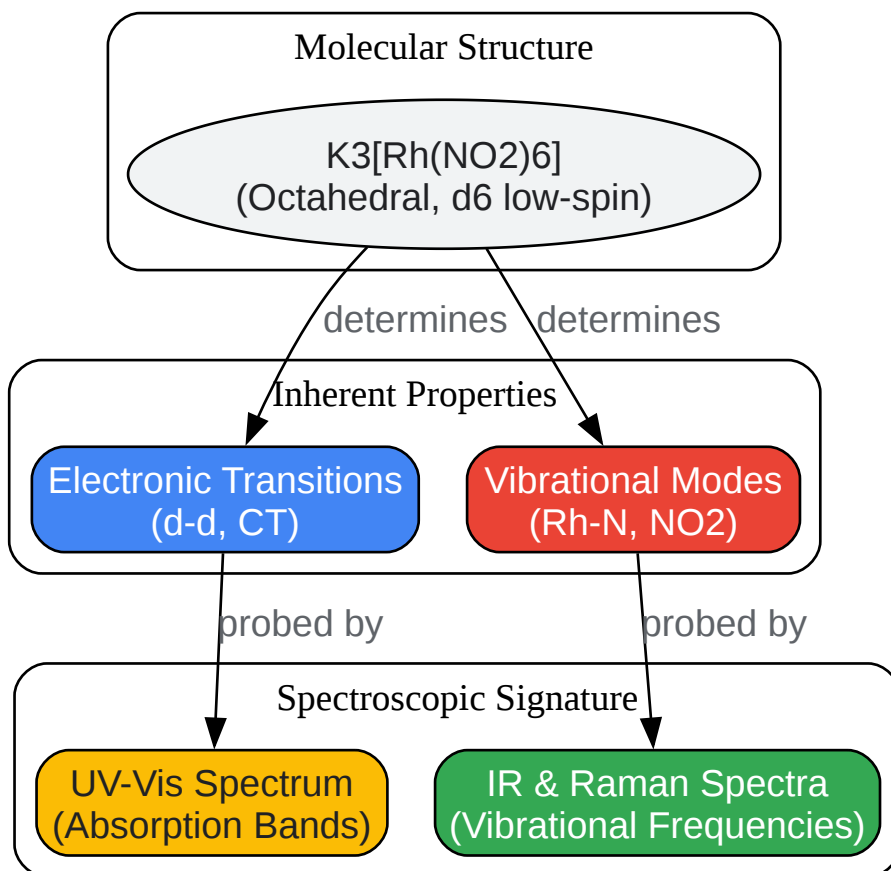 Molecular Structure
K3[Rh(NO2)6]
(Octahedral, d6 low-spin)
determines
determines
Inherent Properties
Electronic Transitions
(d-d, CT)
Vibrational Modes
(Rh-N, NO2)
probed by
probed by
Spectroscopic Signature
UV-Vis Spectrum
(Absorption Bands)
IR & Raman Spectra
(Vibrational Frequencies)